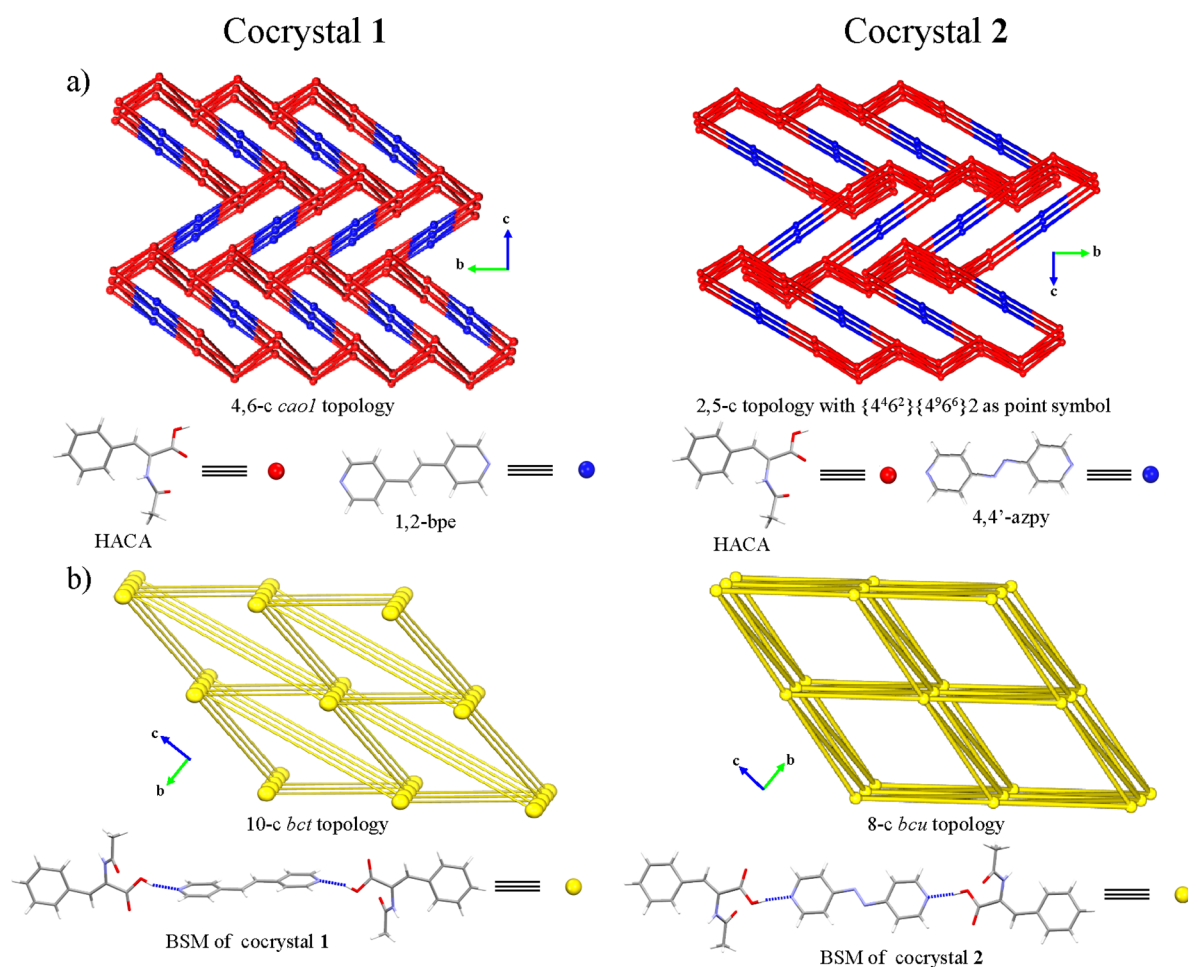 Cocrystal 1
Cocrystal 2
a)
c
b
b
c
4,6-c cao1 topology
2,5-c topology with {4⁴6²}{4⁹6⁶}2 as point symbol
HACA
1,2-bpe
HACA
4,4’-azpy
b)
c
b
c
b
10-c bct topology
8-c bcu topology
BSM of cocrystal 1
BSM of cocrystal 2